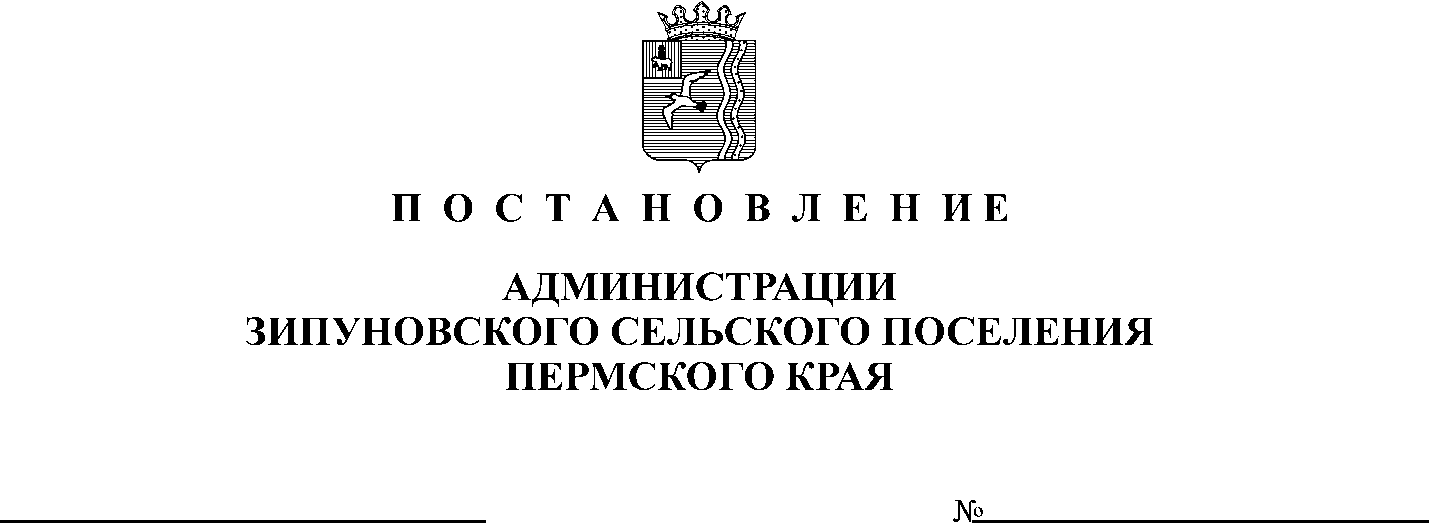 П О С Т А Н О В Л Е Н И Е
АДМИНИСТРАЦИИ
ЗИПУНОВСКОГО СЕЛЬСКОГО ПОСЕЛЕНИЯ
ПЕРМСКОГО КРАЯ
№